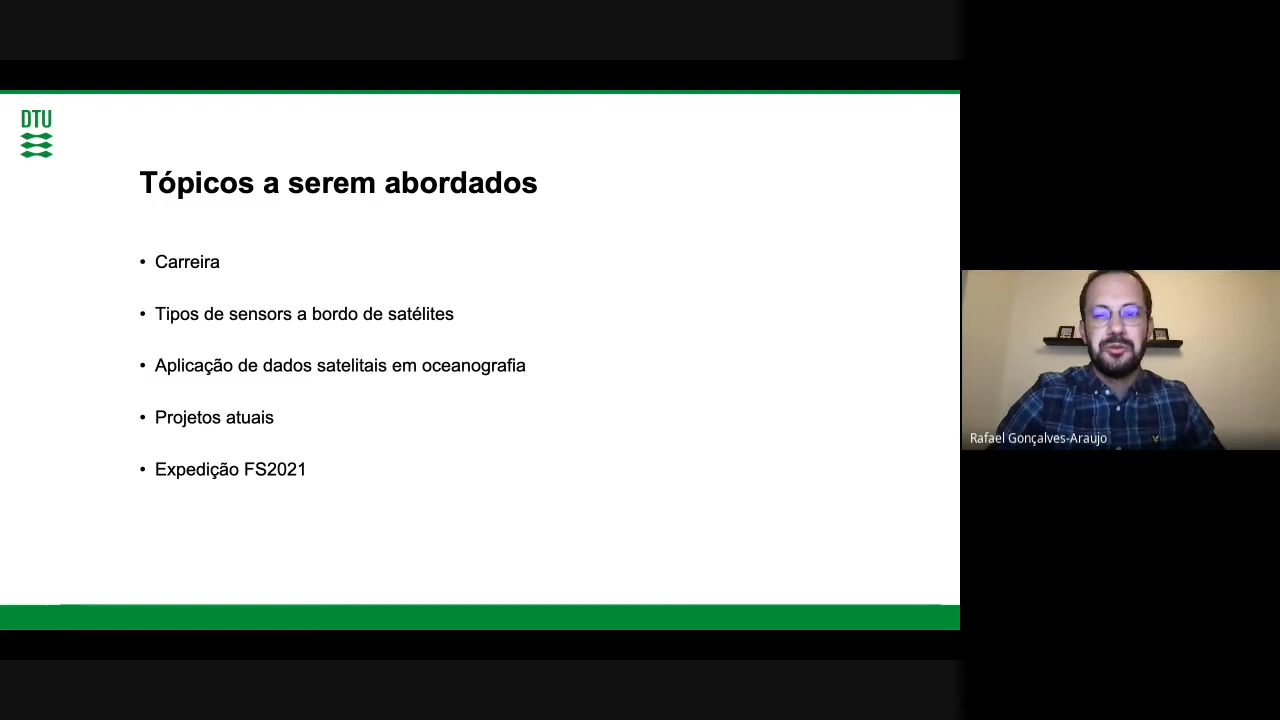 DTU
Tópicos a serem abordados
• Carreira
• Tipos de sensors a bordo de satélites
• Aplicação de dados satelitais em oceanografia
• Projetos atuais
• Expedição FS2021
Rafael Gonçalves-Araujo